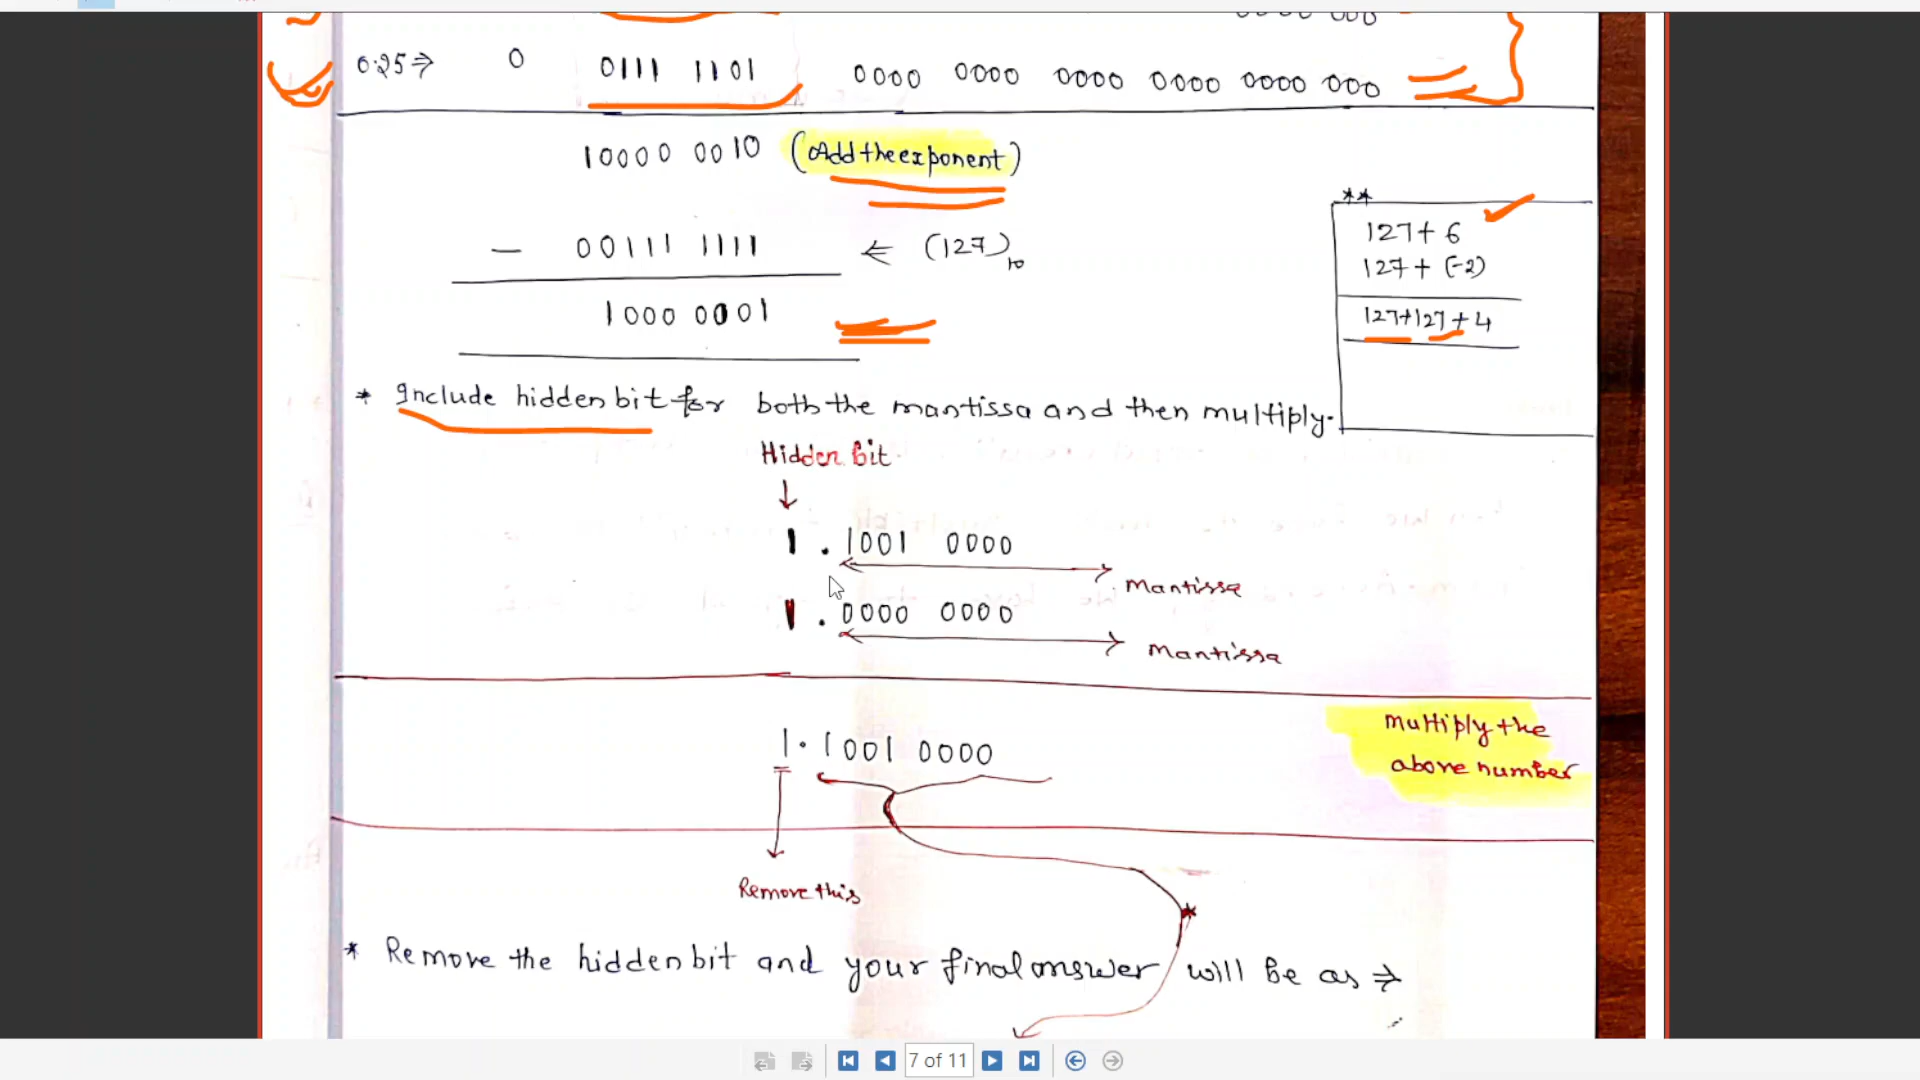 0.25⇒ 0 0111 1101 0000 0000 0000 0000 0000 000
10000 0010 (Add the exponent)
— 00111 1111 ← (127)10
1000 0001
**
127+ 6
127 + (-2)
127+127+4
* Include hidden bit for both the mantissa and then multiply.
Hidden bit.
↓
1 . 1001 0000
Mantissa
1 . 0000 0000
Mantissa
1 . 1001 0000
Multiply the
above number
Remove this
* Remove the hidden bit and your final answer will be as ⇒
7 of 11